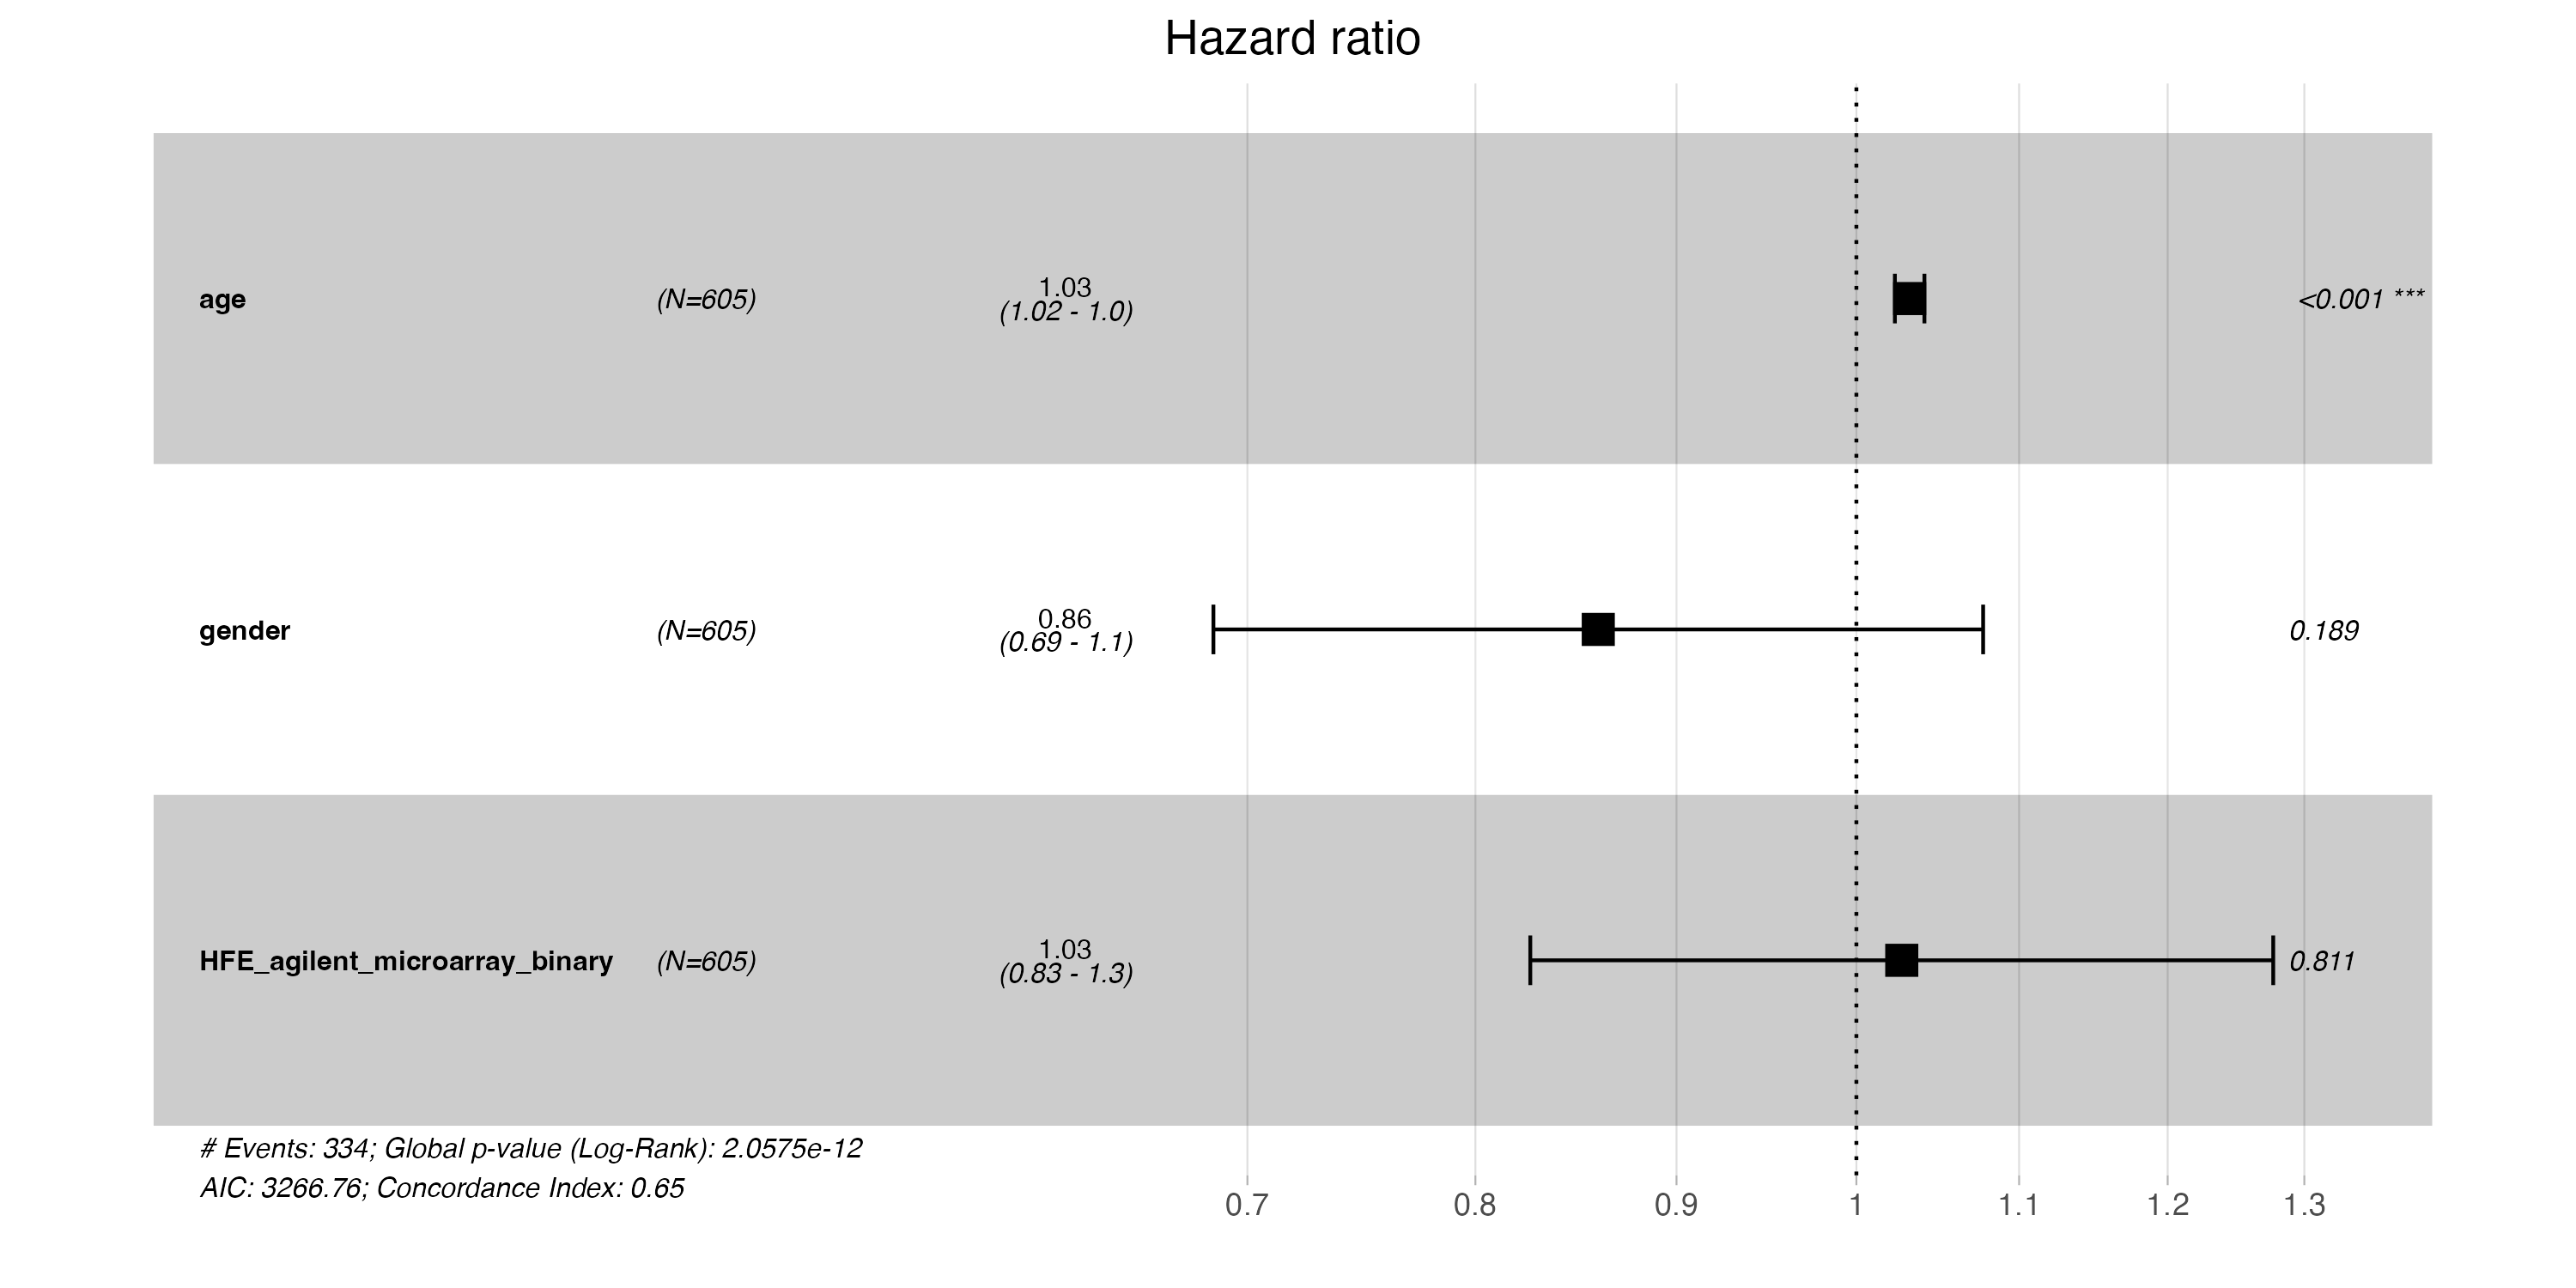 Hazard ratio
age (N=605) 1.03 <0.001 ***
(1.02 - 1.0)
gender (N=605) 0.86 0.189
(0.69 - 1.1)
HFE_agilent_microarray_binary (N=605) 1.03 0.811
(0.83 - 1.3)
# Events: 334; Global p-value (Log-Rank): 2.0575e-12
AIC: 3266.76; Concordance Index: 0.65
0.7 0.8 0.9 1 1.1 1.2 1.3